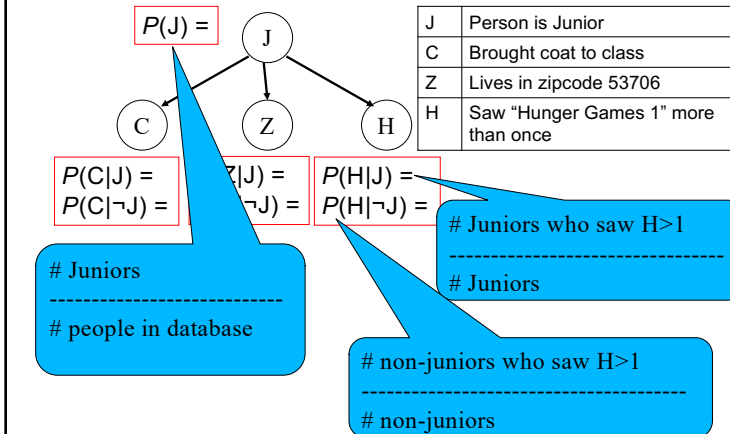 P(J) =
J
J Person is Junior
C Brought coat to class
Z Lives in zipcode 53706
H Saw “Hunger Games 1” more
than once
C
Z
H
P(C|J) =
P(C|¬J) =
Z|J) =
¬J) =
P(H|J) =
P(H|¬J) =
# Juniors who saw H>1
----------------------------------
# Juniors
# Juniors
----------------------------
# people in database
# non-juniors who saw H>1
---------------------------------------
# non-juniors